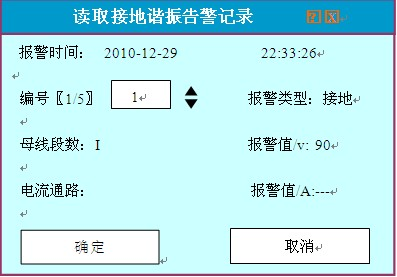 读取接地谐振告警记录 ? X
报警时间： 2010-12-29 22:33:26
编号〖1/5〗 1 报警类型：接地
母线段数：I 报警值/v: 90
电流通路： 报警值/A:---
确定 取消